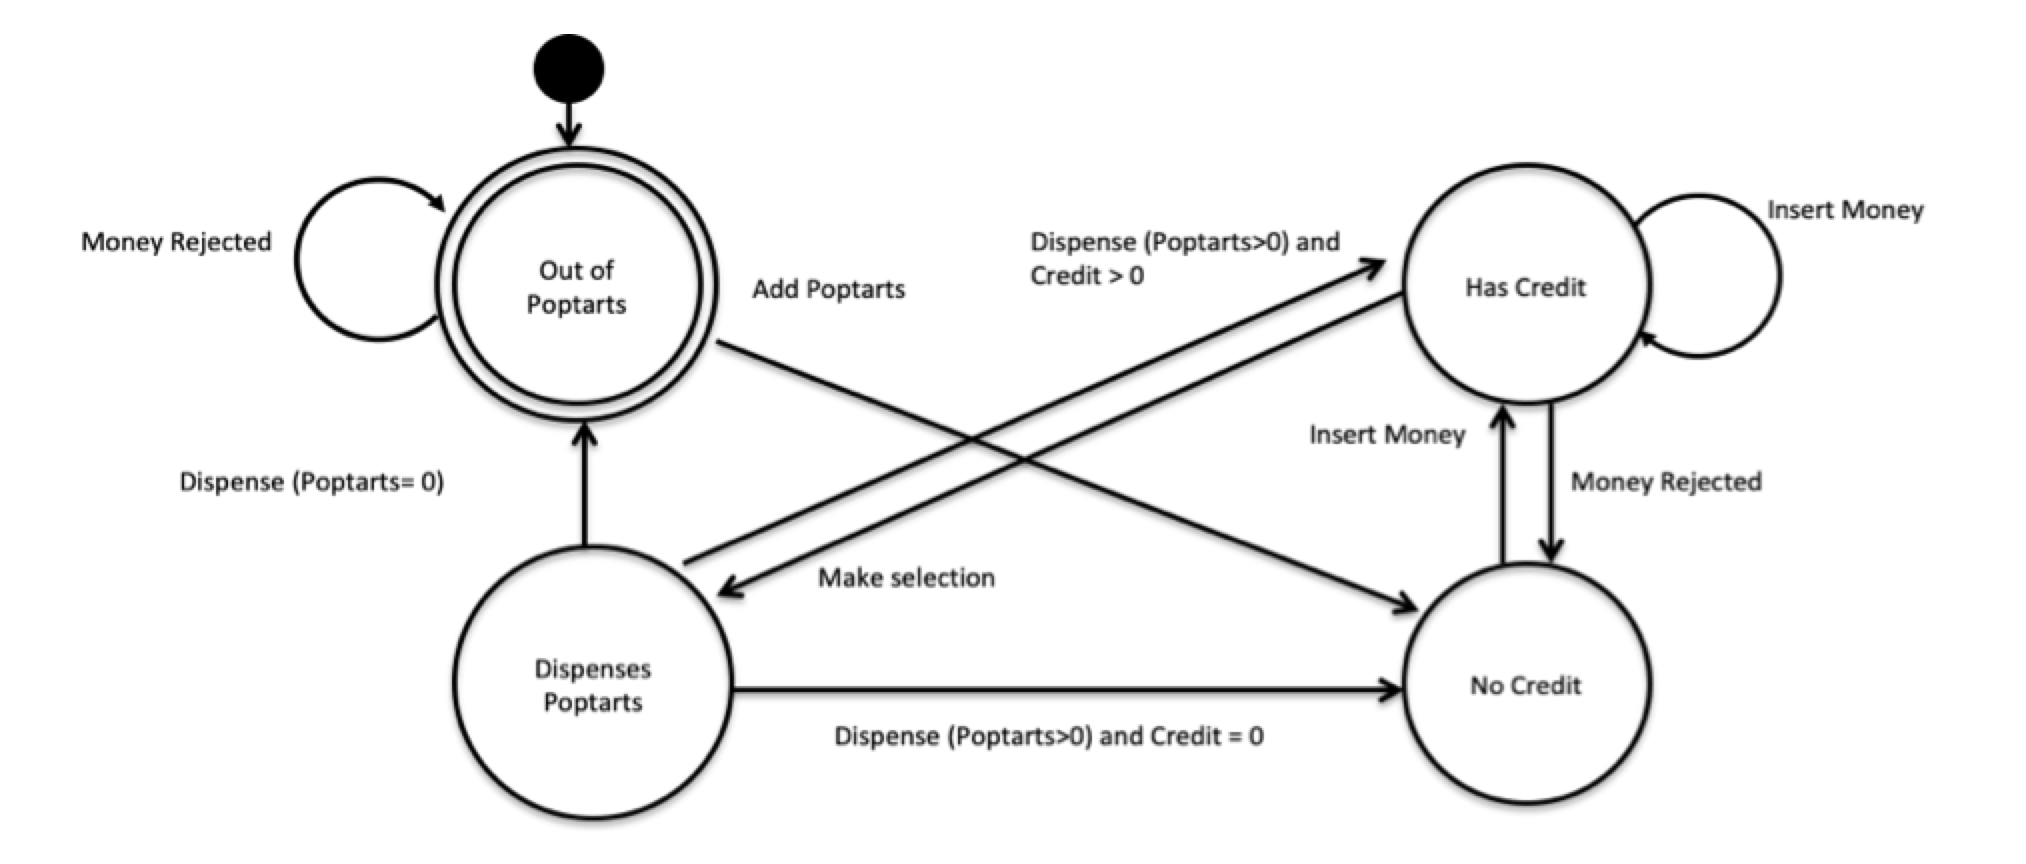 Money Rejected
Out of
Poptarts
Add Poptarts
Dispense (Poptarts>0) and
Credit > 0
Has Credit
Insert Money
Insert Money
Money Rejected
Dispense (Poptarts= 0)
Make selection
Dispenses
Poptarts
Dispense (Poptarts>0) and Credit = 0
No Credit